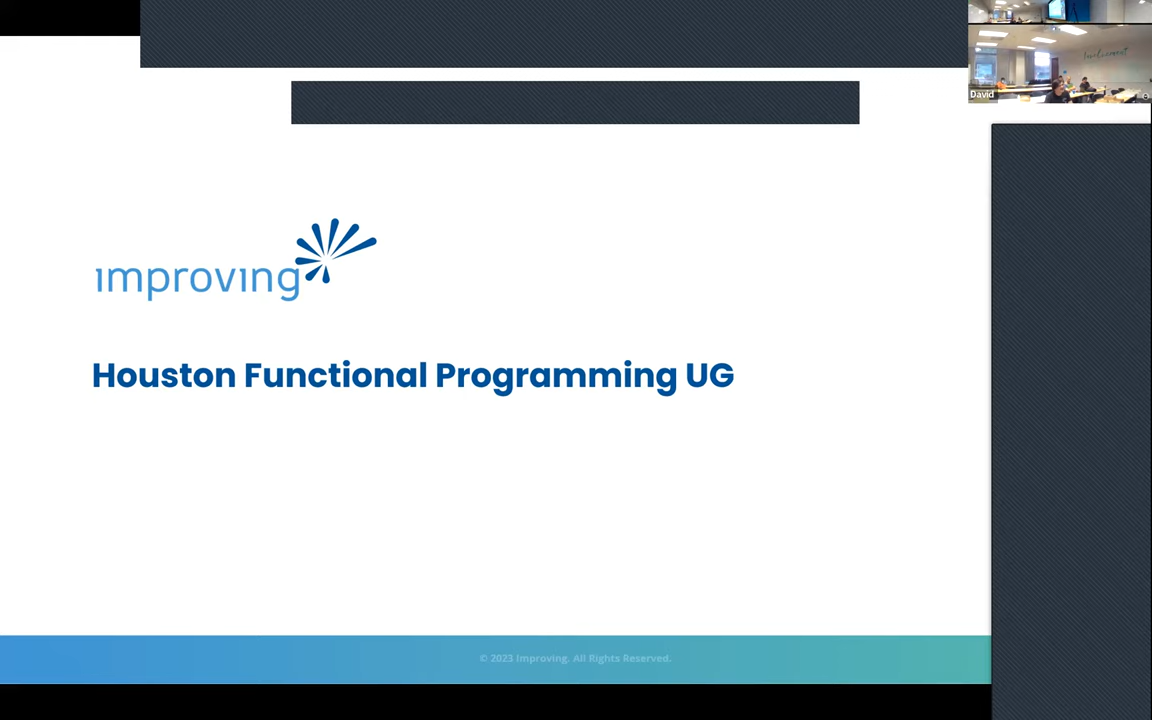 David
improving
Houston Functional Programming UG
© 2023 Improving. All Rights Reserved.